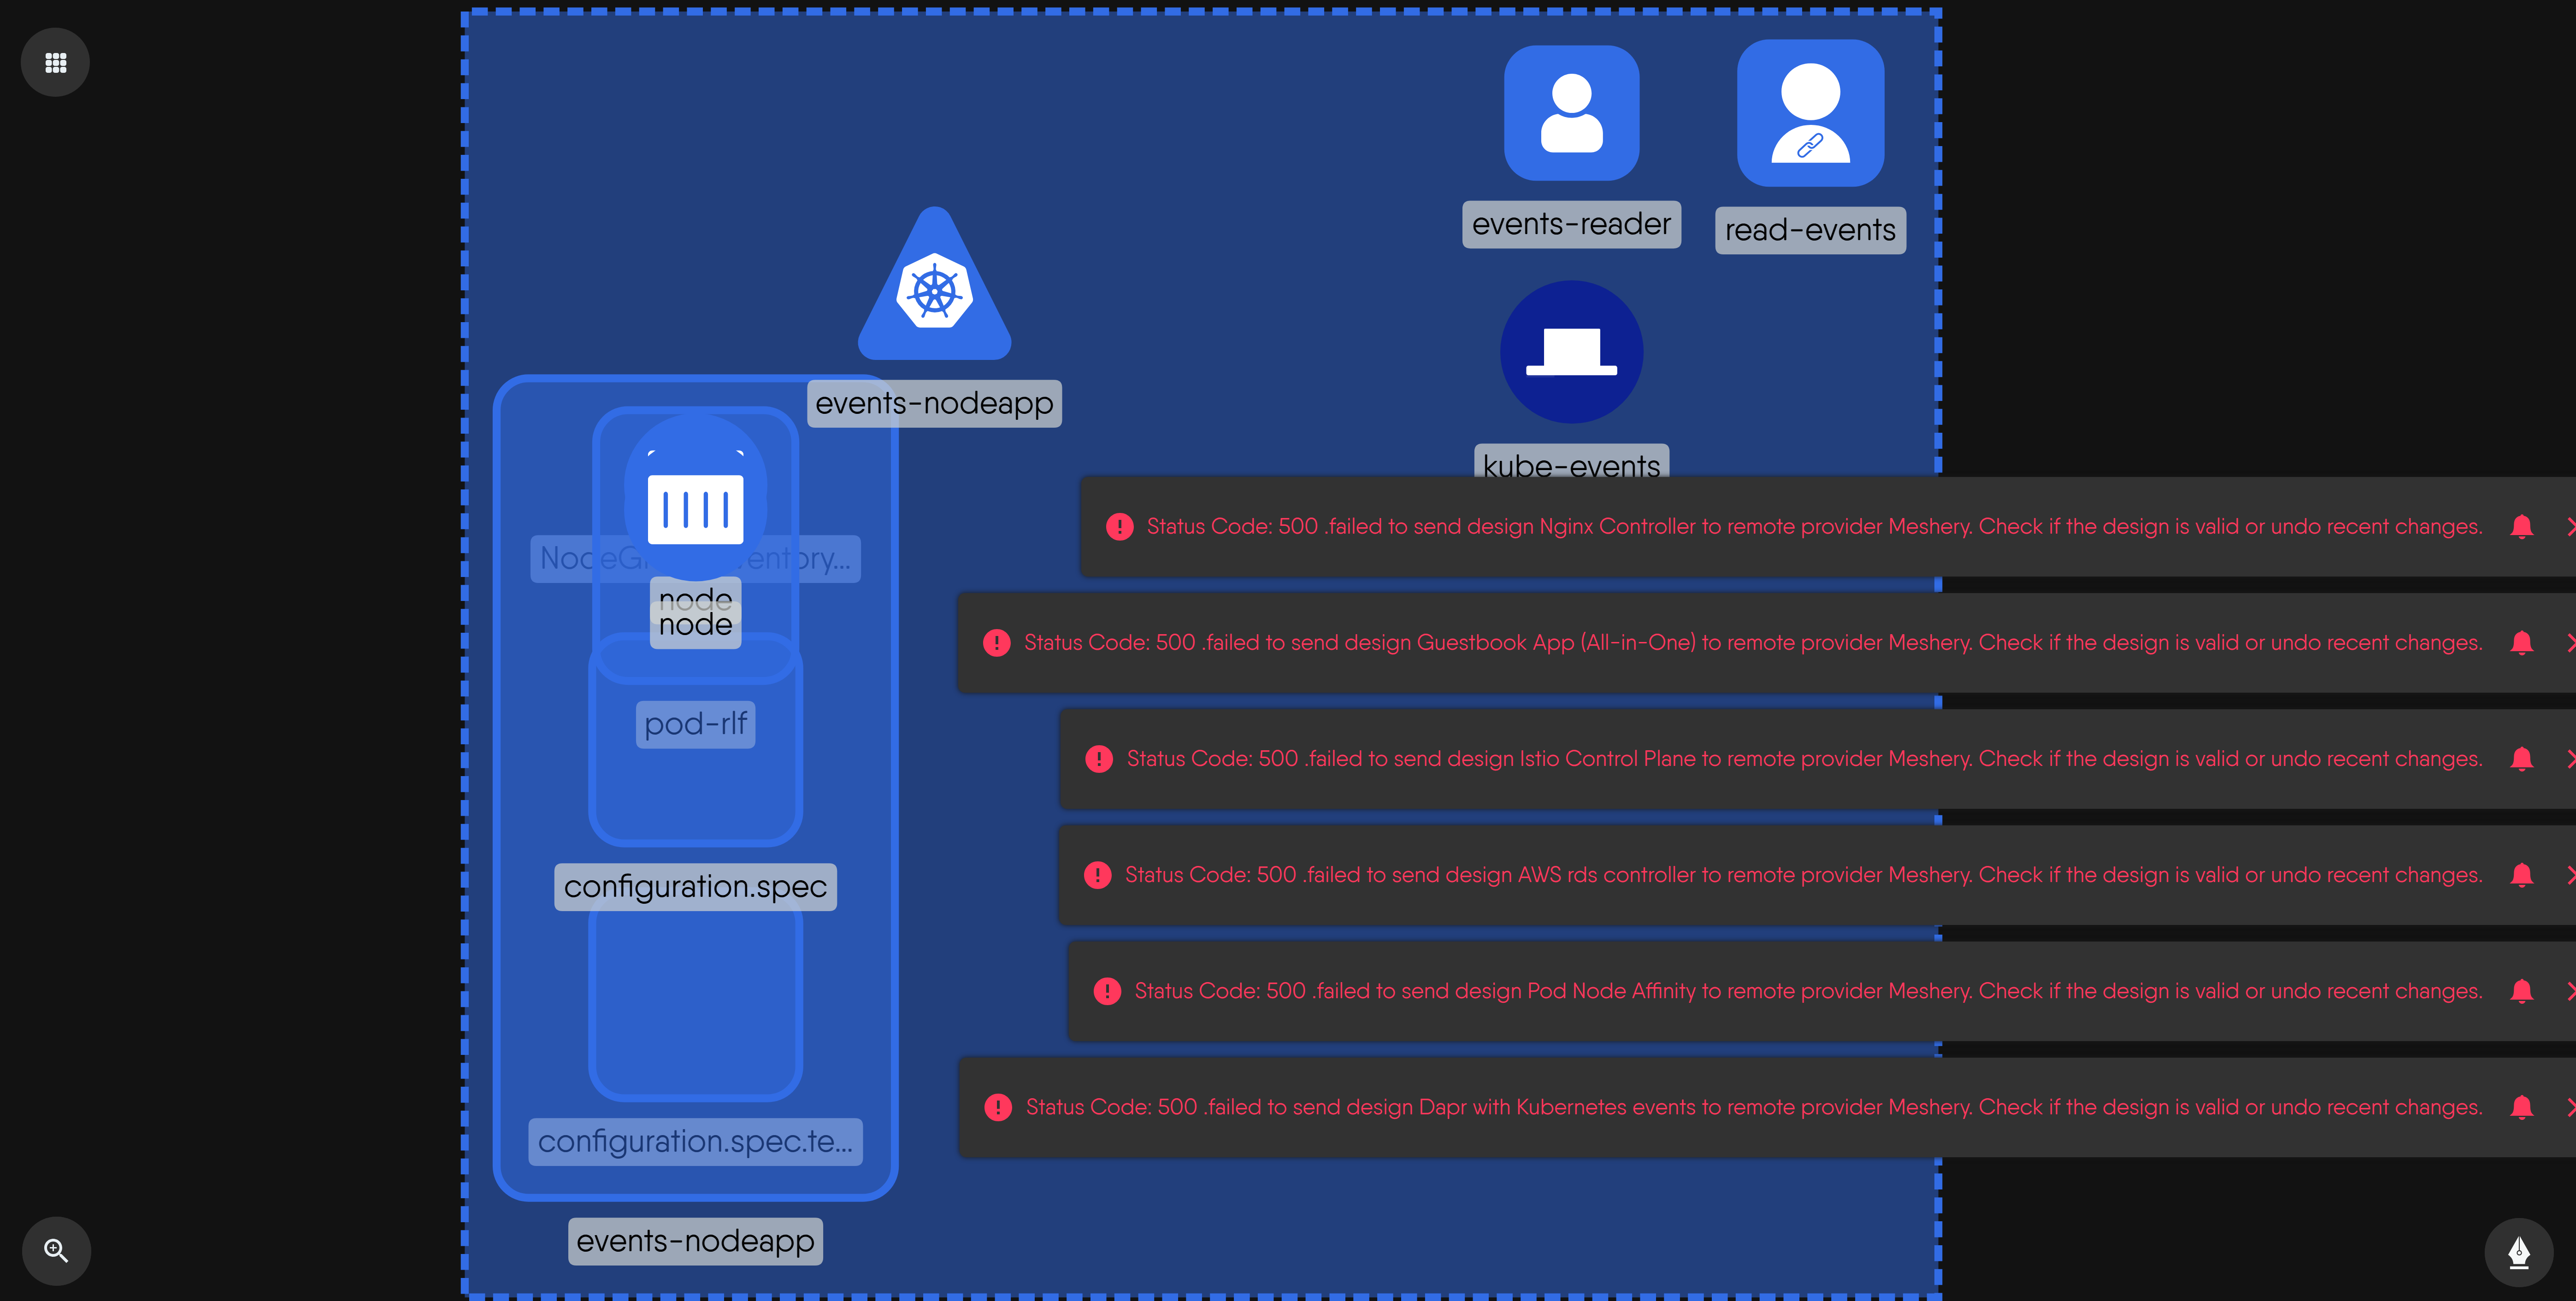 events-reader
read-events
events-nodeapp
kube-events
Status Code: 500 .failed to send design Nginx Controller to remote provider Meshery. Check if the design is valid or undo recent changes.
node
node
Status Code: 500 .failed to send design Guestbook App (All-in-One) to remote provider Meshery. Check if the design is valid or undo recent changes.
pod-rlf
Status Code: 500 .failed to send design Istio Control Plane to remote provider Meshery. Check if the design is valid or undo recent changes.
configuration.spec
Status Code: 500 .failed to send design AWS rds controller to remote provider Meshery. Check if the design is valid or undo recent changes.
Status Code: 500 .failed to send design Pod Node Affinity to remote provider Meshery. Check if the design is valid or undo recent changes.
Status Code: 500 .failed to send design Dapr with Kubernetes events to remote provider Meshery. Check if the design is valid or undo recent changes.
configuration.spec.te...
events-nodeapp